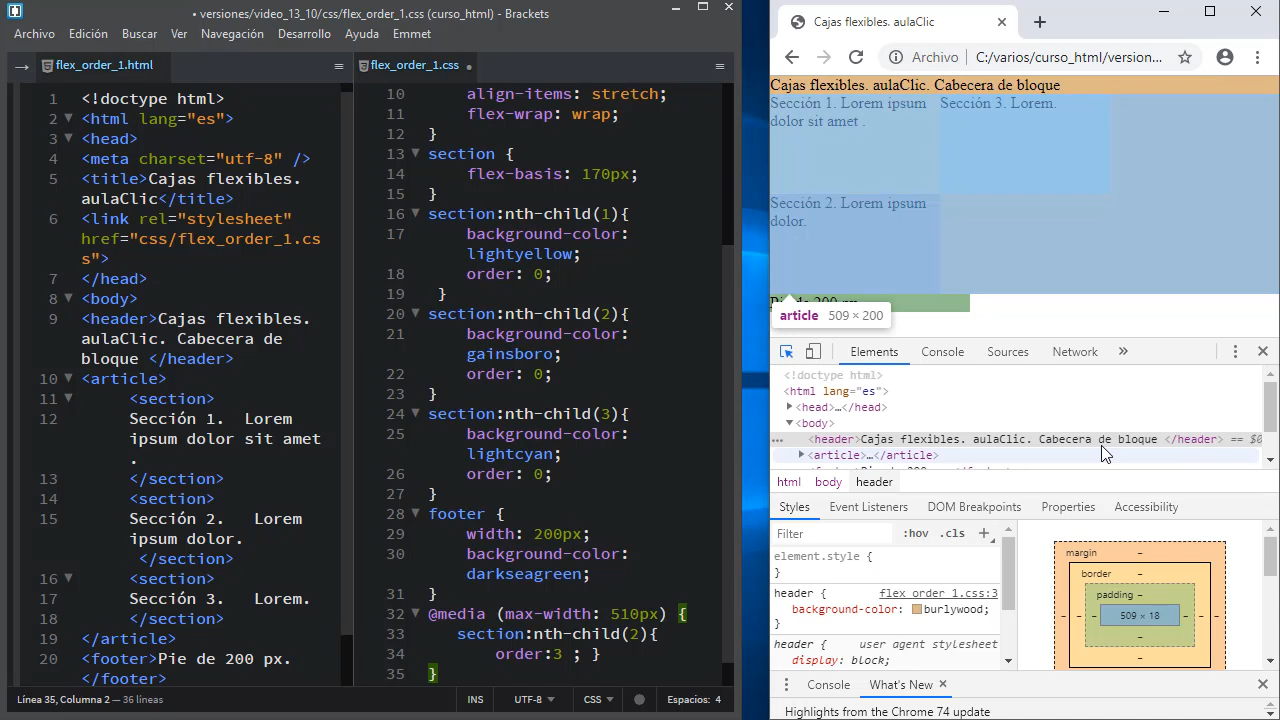 • versiones/video_13_10/css/flex_order_1.css (curso_html) - Brackets
Archivo Edición Buscar Ver Navegación Desarrollo Ayuda Emmet
flex_order_1.html
1 <!doctype html>
2 <html lang="es">
3 <head>
4 <meta charset="utf-8" />
5 <title>Cajas flexibles.
aulaClic</title>
6 <link rel="stylesheet"
href="css/flex_order_1.cs
s">
7 </head>
8 <body>
9 <header>Cajas flexibles.
aulaClic. Cabecera de
bloque </header>
10 <article>
11 <section>
12 Sección 1. Lorem
ipsum dolor sit amet
.
13 </section>
14 <section>
15 Sección 2. Lorem
ipsum dolor.
</section>
16 <section>
17 Sección 3. Lorem.
18 </section>
19 </article>
20 <footer>Pie de 200 px.
</footer>
flex_order_1.css •
10 align-items: stretch;
11 flex-wrap: wrap;
12 }
13 section {
14 flex-basis: 170px;
15 }
16 section:nth-child(1){
17 background-color:
lightyellow;
18 order: 0;
19 }
20 section:nth-child(2){
21 background-color:
gainsboro;
22 order: 0;
23 }
24 section:nth-child(3){
25 background-color:
lightcyan;
26 order: 0;
27 }
28 footer {
29 width: 200px;
30 background-color:
darkseagreen;
31 }
32 @media (max-width: 510px) {
33 section:nth-child(2){
34 order:3 ; }
35 }
Línea 35, Columna 2 — 36 líneas
INS UTF-8 CSS Espacios: 4
Cajas flexibles. aulaClic
Archivo C:/varios/curso_html/version...
Cajas flexibles. aulaClic. Cabecera de bloque
Sección 1. Lorem ipsum
dolor sit amet .
Sección 3. Lorem.
Sección 2. Lorem ipsum
dolor.
Pie de 200 px.
article 509 × 200
Elements Console Sources Network »
<!doctype html>
<html lang="es">
<head>…</head>
<body>
… <header>Cajas flexibles. aulaClic. Cabecera de bloque </header> == $0
<article>…</article>
html body header
Styles Event Listeners DOM Breakpoints Properties Accessibility
Filter :hov .cls +
element.style {
}
header { flex_order_1.css:3
background-color: burlywood;
}
header { user agent stylesheet
display: block;
margin –
border –
padding –
– – – 509 × 18 – – –
–
–
–
Console What's New ×
Highlights from the Chrome 74 update